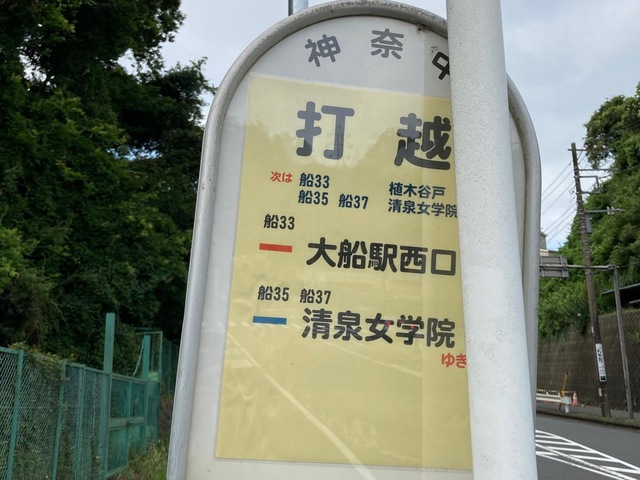 神奈中
打越
次は 船33 植木谷戸
船35 船37 清泉女学院
船33
大船駅西口
船35 船37
清泉女学院
ゆき